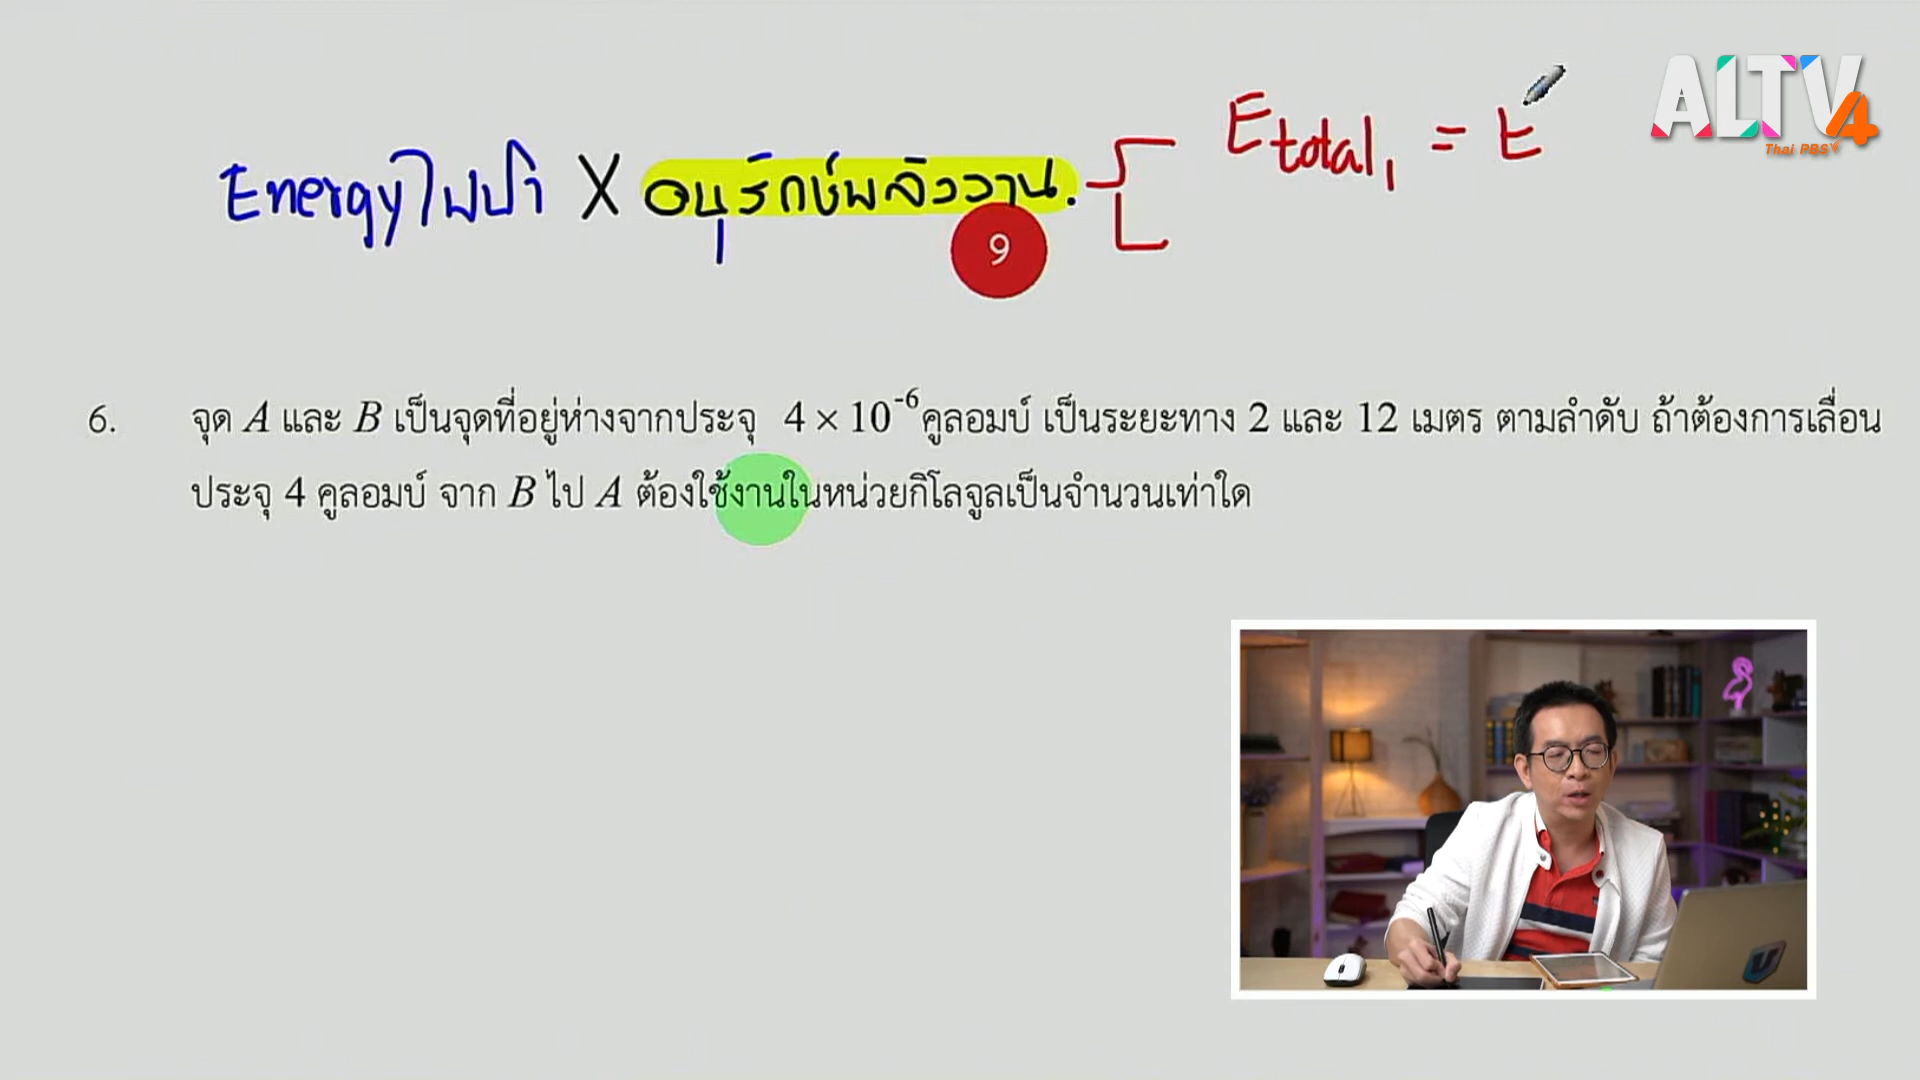 ALTV4
Thai PBS
Energy ไฟฟ้า X อนุรักษ์พลังงาน.
E total, 1 = E
9
6. จุด A และ B เป็นจุดที่อยู่ห่างจากประจุ 4 × 10⁻⁶ คูลอมบ์ เป็นระยะทาง 2 และ 12 เมตร ตามลำดับ ถ้าต้องการเลื่อน
ประจุ 4 คูลอมบ์ จาก B ไป A ต้องใช้งานในหน่วยกิโลจูลเป็นจำนวนเท่าใด